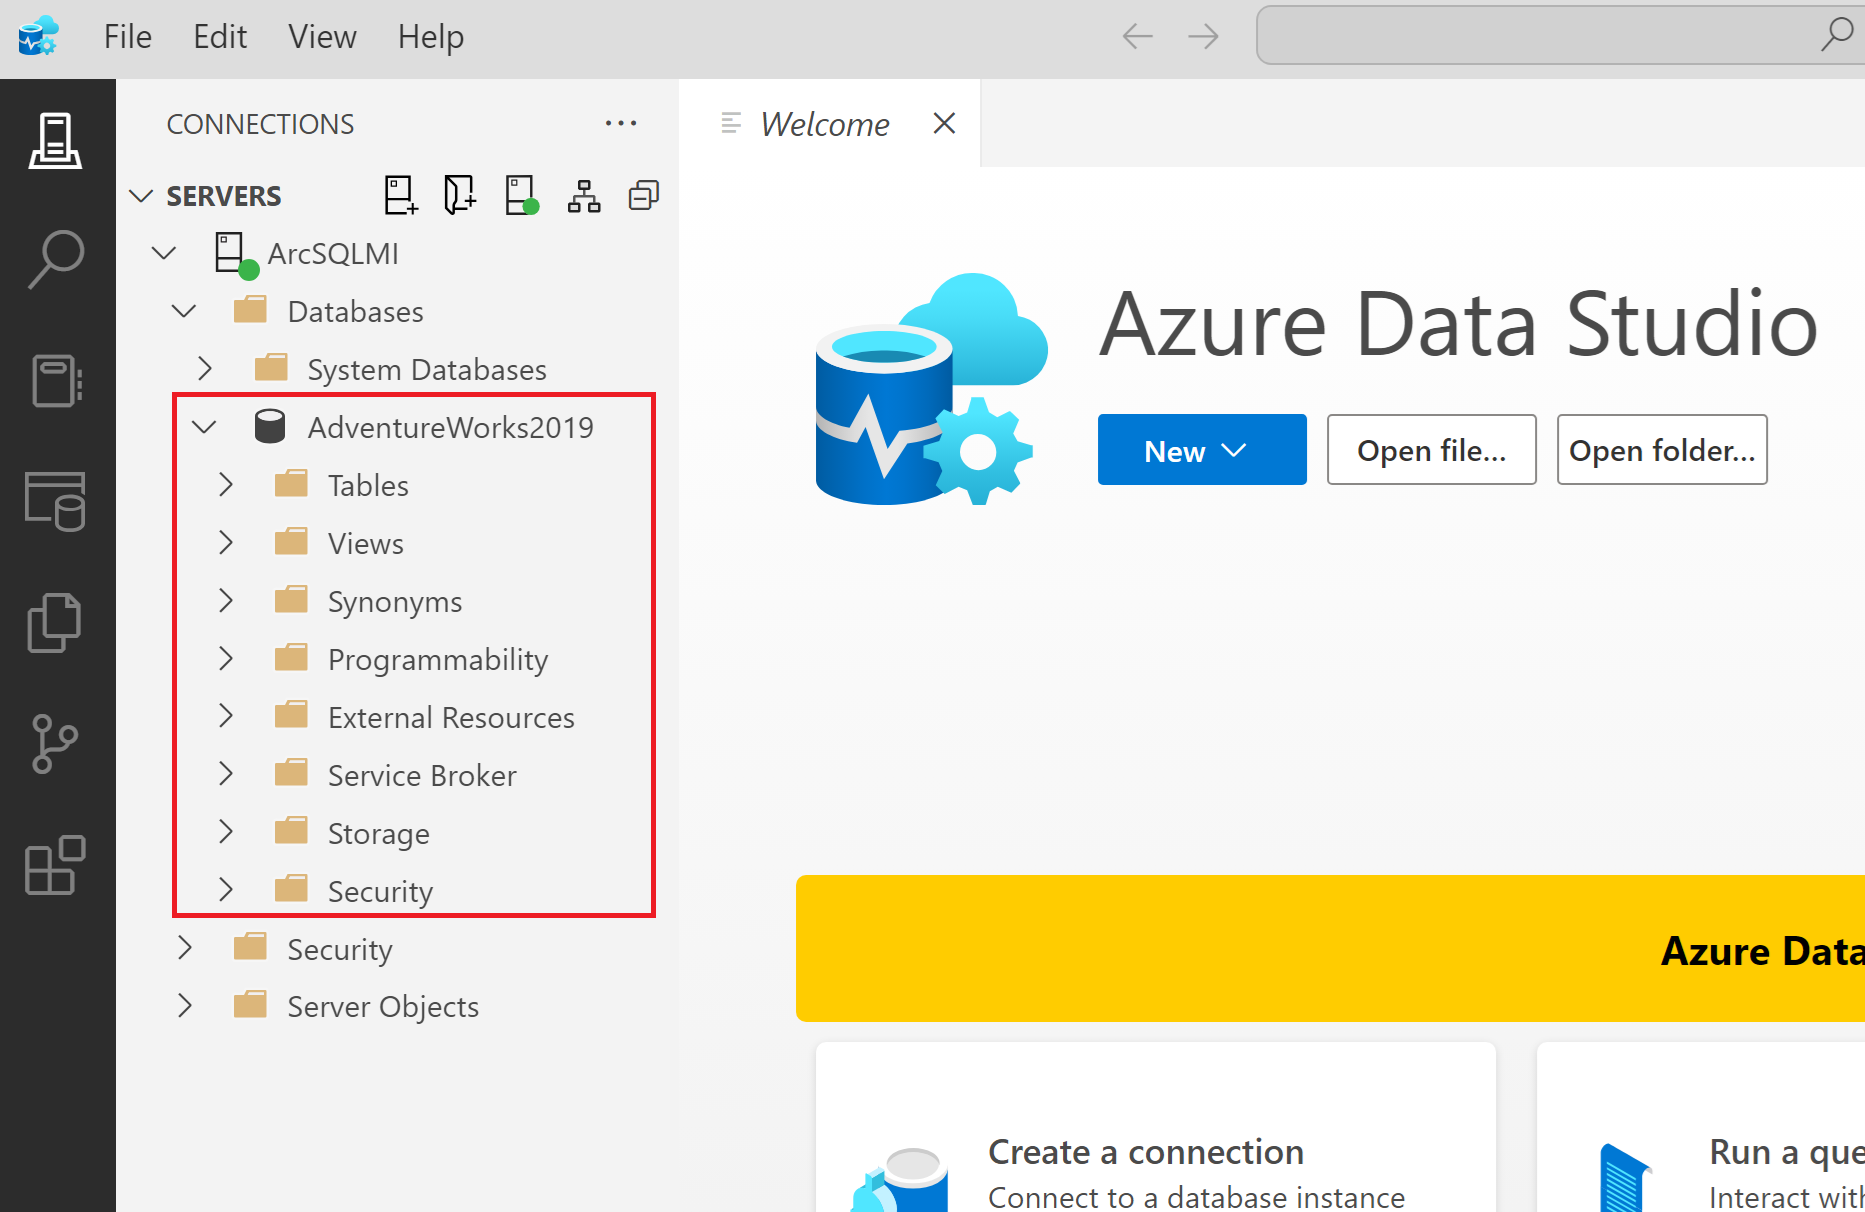 File Edit View Help
CONNECTIONS
Welcome
SERVERS
ArcSQLMI
Databases
System Databases
AdventureWorks2019
Tables
Views
Synonyms
Programmability
External Resources
Service Broker
Storage
Security
Security
Server Objects
Azure Data Studio
New
Open file...
Open folder...
Azure Data
Create a connection
Connect to a database instance
Run a que
Interact with